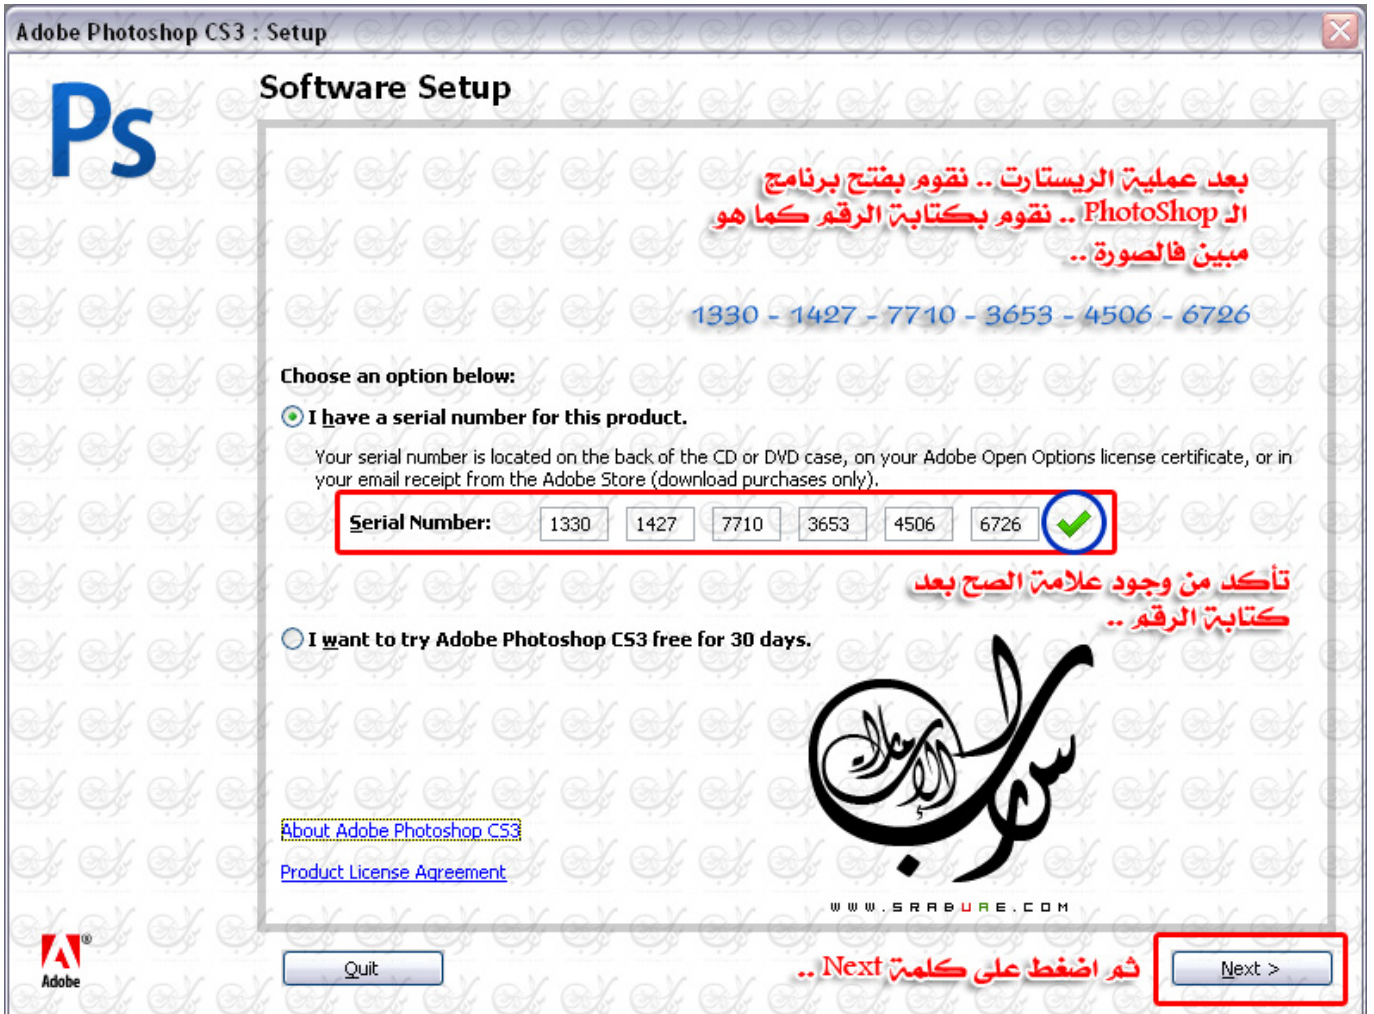 Adobe Photoshop CS3 : Setup
Ps
Software Setup
بعد عملية الريستارت .. نقوم بفتح برنامج
الـ PhotoShop .. نقوم بكتابة الرقم كما هو
مبين فالصورة ..
1330 - 1427 - 7710 - 3653 - 4506 - 6726
Choose an option below:
I have a serial number for this product.
Your serial number is located on the back of the CD or DVD case, on your Adobe Open Options license certificate, or in
your email receipt from the Adobe Store (download purchases only).
Serial Number: 1330 1427 7710 3653 4506 6726
تأكد من وجود علامة الصح بعد
كتابة الرقم ..
I want to try Adobe Photoshop CS3 free for 30 days.
سراب الإمارات
About Adobe Photoshop CS3
Product License Agreement
WWW.SRABUAE.COM
Adobe
Quit
ثم اضغط على كلمة Next ..
Next >